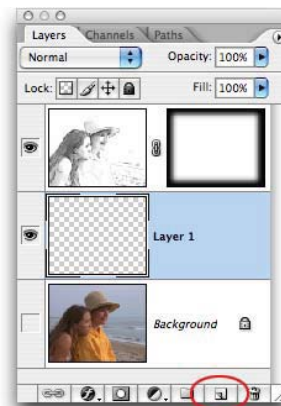 Layers Channels Paths
Normal Opacity: 100%
Lock: Fill: 100%
Layer 1
Background